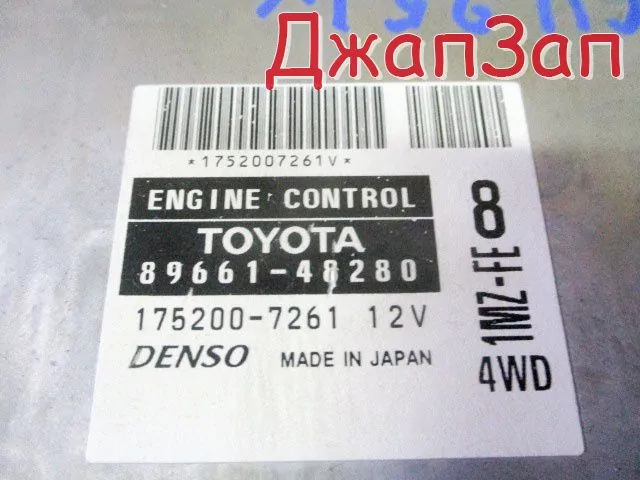 ДжапЗап
*1752007261V*
ENGINE CONTROL
TOYOTA
89661-48280
175200-7261 12V
DENSO MADE IN JAPAN
8
1MZ-FE
4WD